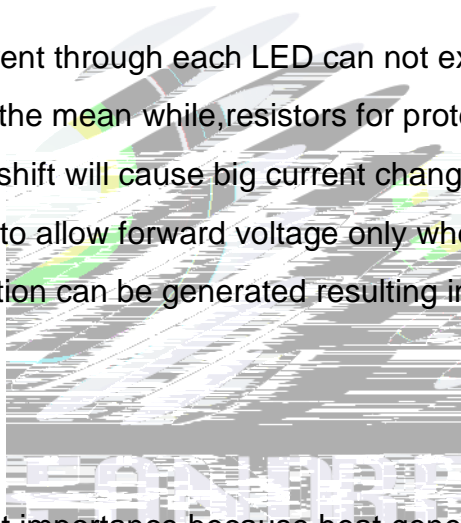 ent through each LED can not ex
the mean while,resistors for prote
shift will cause big current chang
to allow forward voltage only whe
tion can be generated resulting in
t importance because heat gene